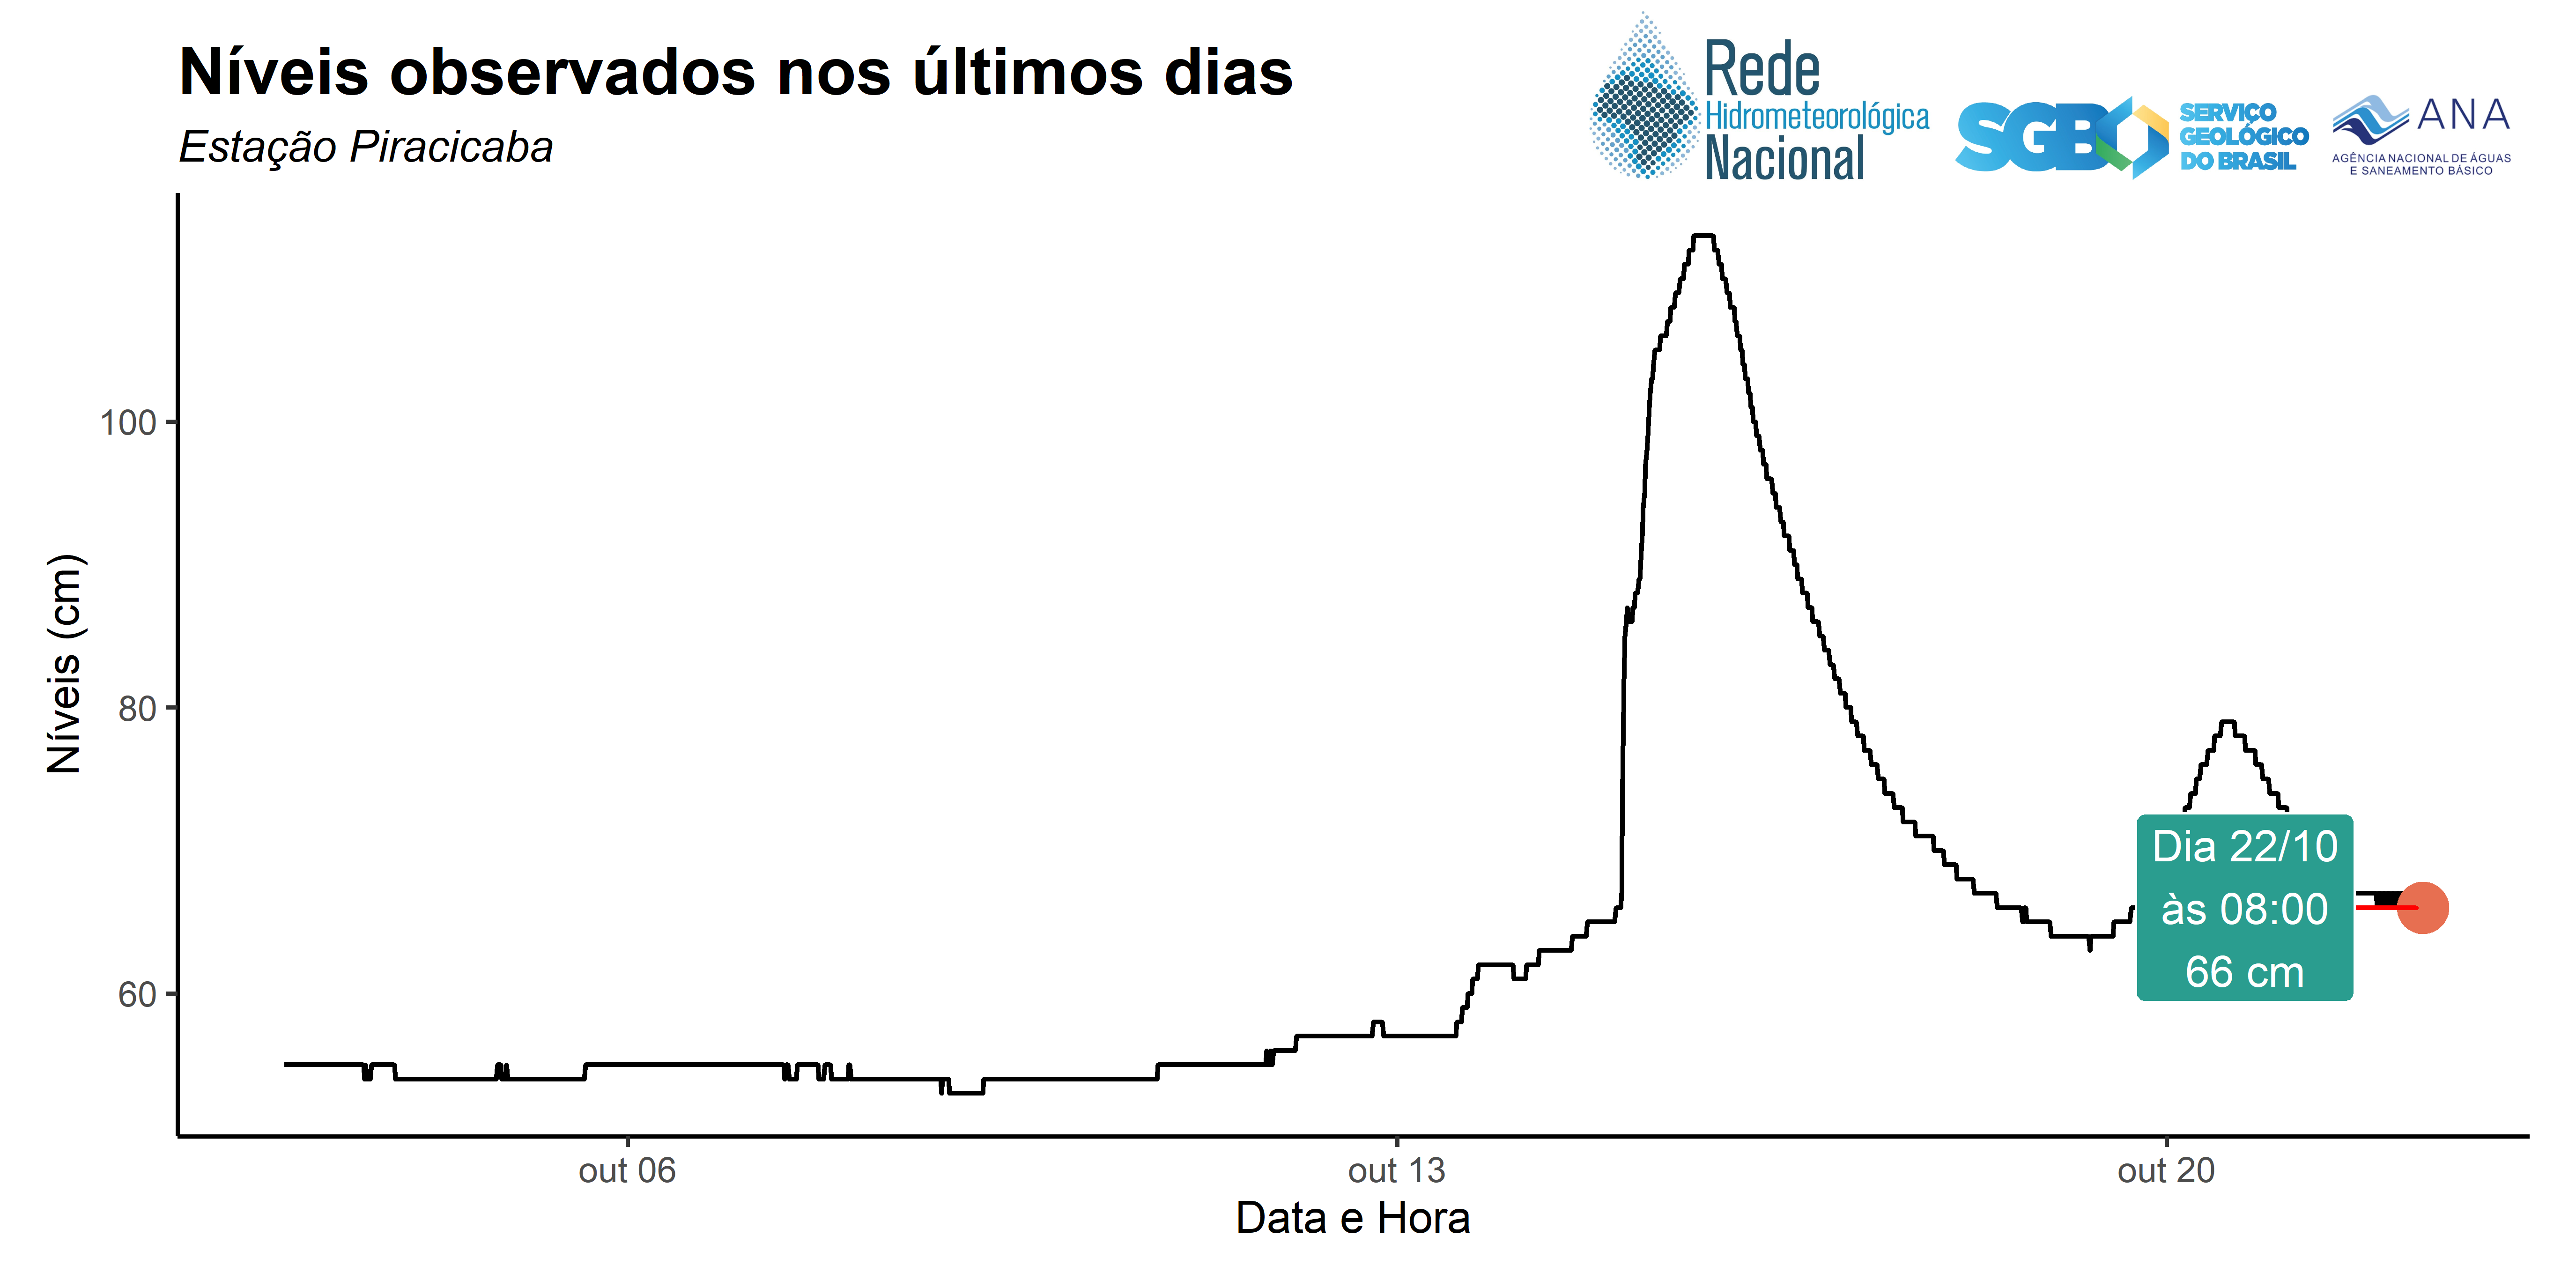 Níveis observados nos últimos dias
Estação Piracicaba
Rede
Hidrometeorológica
Nacional
SGB
SERVIÇO
GEOLÓGICO
DO BRASIL
ANA
AGÊNCIA NACIONAL DE ÁGUAS
E SANEAMENTO BÁSICO
Níveis (cm)
100
80
60
Dia 22/10
às 08:00
66 cm
out 06
out 13
out 20
Data e Hora